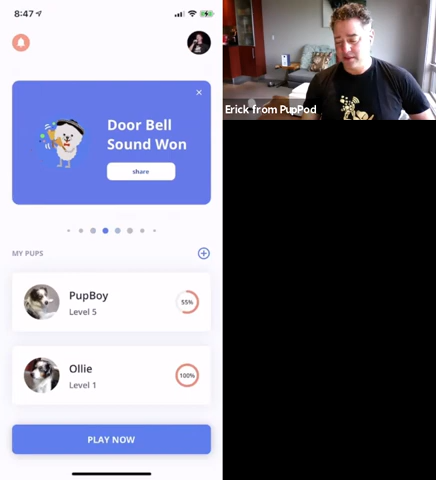 8:47
Door Bell
Sound Won
share
MY PUPS
PupBoy
Level 5
55%
Ollie
Level 1
100%
PLAY NOW
Erick from PupPod